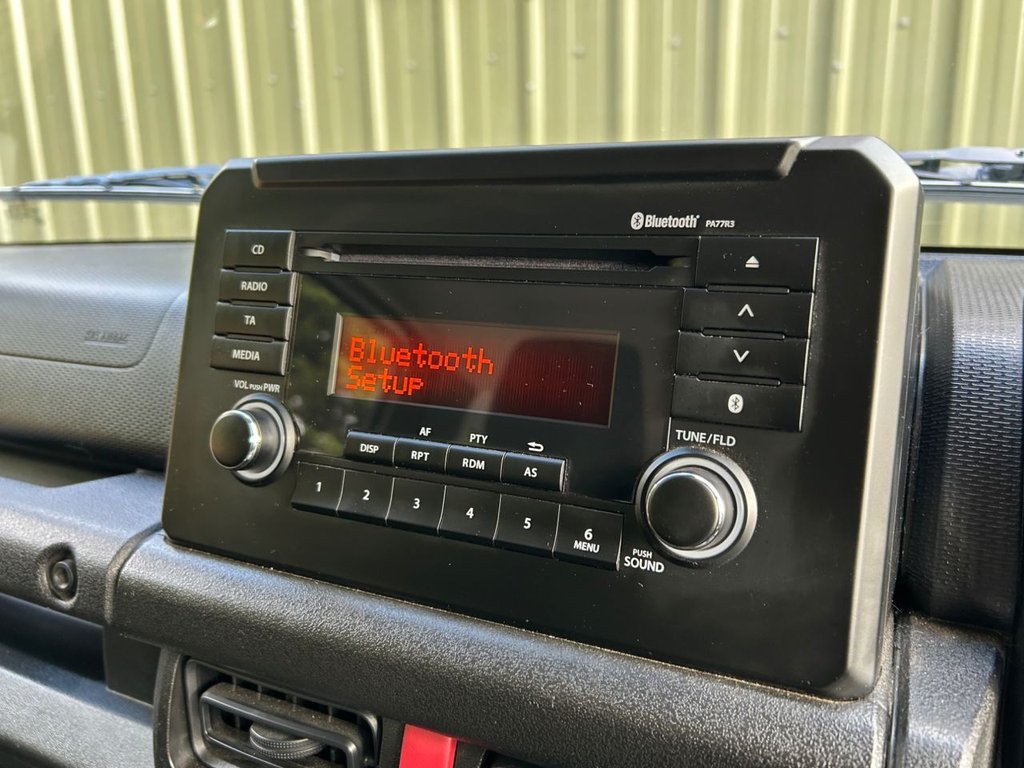 Bluetooth® PA77R3
CD
RADIO
TA
MEDIA
VOL PUSH PWR
Bluetooth
Setup
TUNE/FLD
AF PTY
DISP RPT RDM AS
1 2 3 4 5 6
MENU
PUSH
SOUND